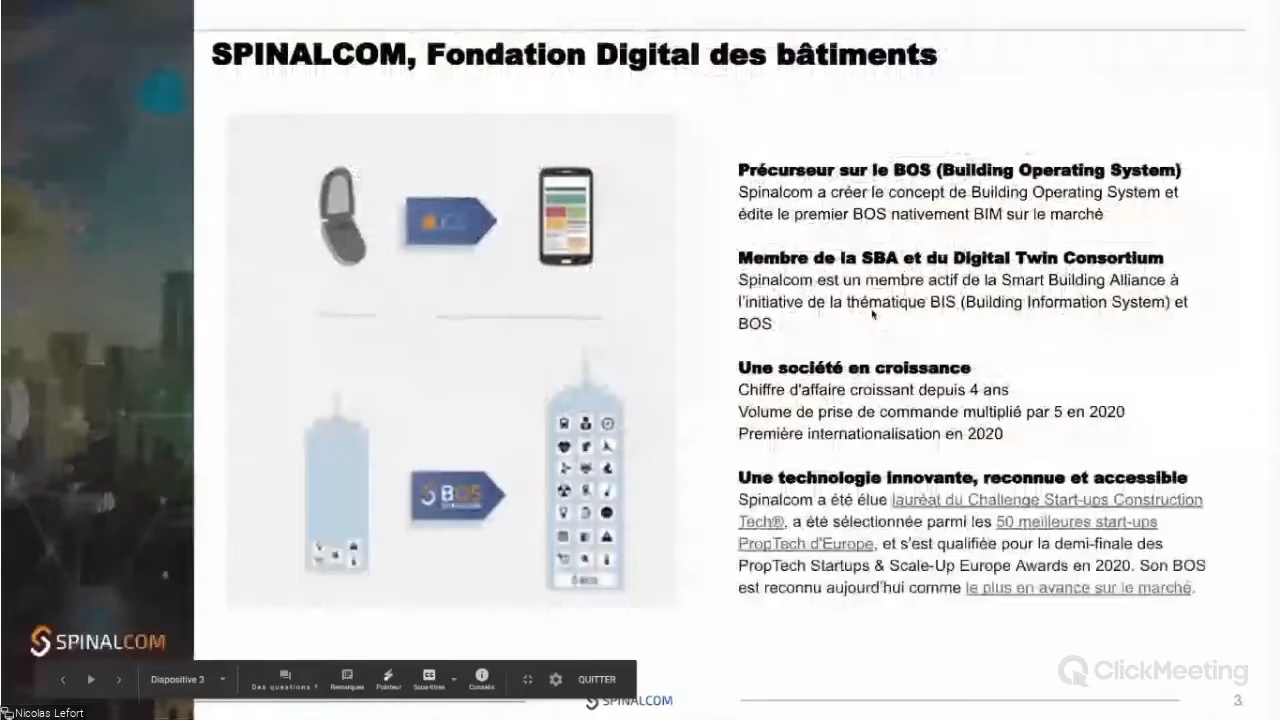 SPINALCOM, Fondation Digital des bâtiments
Précurseur sur le BOS (Building Operating System)
Spinalcom a créer le concept de Building Operating System et
édite le premier BOS nativement BIM sur le marché
Membre de la SBA et du Digital Twin Consortium
Spinalcom est un membre actif de la Smart Building Alliance à
l'initiative de la thématique BIS (Building Information System) et
BOS
Une société en croissance
Chiffre d'affaire croissant depuis 4 ans
Volume de prise de commande multiplié par 5 en 2020
Première internationalisation en 2020
Une technologie innovante, reconnue et accessible
Spinalcom a été élue lauréat du Challenge Start-ups Construction
Tech®, a été sélectionnée parmi les 50 meilleures start-ups
PropTech d'Europe, et s'est qualifiée pour la demi-finale des
PropTech Startups & Scale-Up Europe Awards en 2020. Son BOS
est reconnu aujourd'hui comme le plus en avance sur le marché.
BOS
SPINALCOM
Diapositive 3
Des questions ?
Remarques
Pointeur
Sous-titres
Conseils
QUITTER
SPINALCOM
ClickMeeting
3
Nicolas Lefort